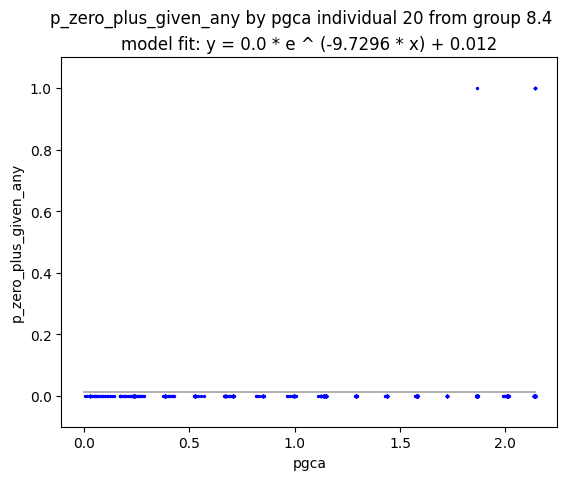 p_zero_plus_given_any by pgca individual 20 from group 8.4
model fit: y = 0.0 * e ^ (-9.7296 * x) + 0.012
1.0
0.8
0.6
0.4
0.2
0.0
p_zero_plus_given_any
0.0 0.5 1.0 1.5 2.0
pgca